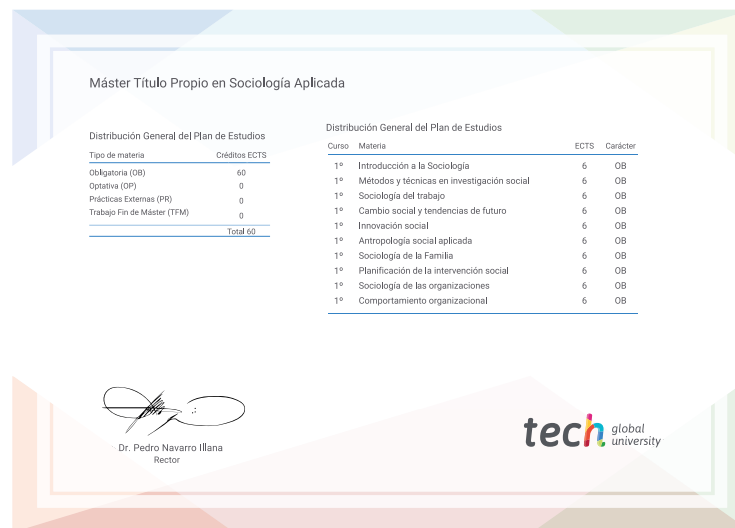 Máster Título Propio en Sociología Aplicada
Distribución General del Plan de Estudios
Tipo de materia Créditos ECTS
Obligatoria (OB) 60
Optativa (OP) 0
Prácticas Externas (PR) 0
Trabajo Fin de Máster (TFM) 0
Total 60
Distribución General del Plan de Estudios
Curso Materia ECTS Carácter
1º Introducción a la Sociología 6 OB
1º Métodos y técnicas en investigación social 6 OB
1º Sociología del trabajo 6 OB
1º Cambio social y tendencias de futuro 6 OB
1º Innovación social 6 OB
1º Antropología social aplicada 6 OB
1º Sociología de la Familia 6 OB
1º Planificación de la intervención social 6 OB
1º Sociología de las organizaciones 6 OB
1º Comportamiento organizacional 6 OB
Dr. Pedro Navarro Illana
Rector
tech global
university